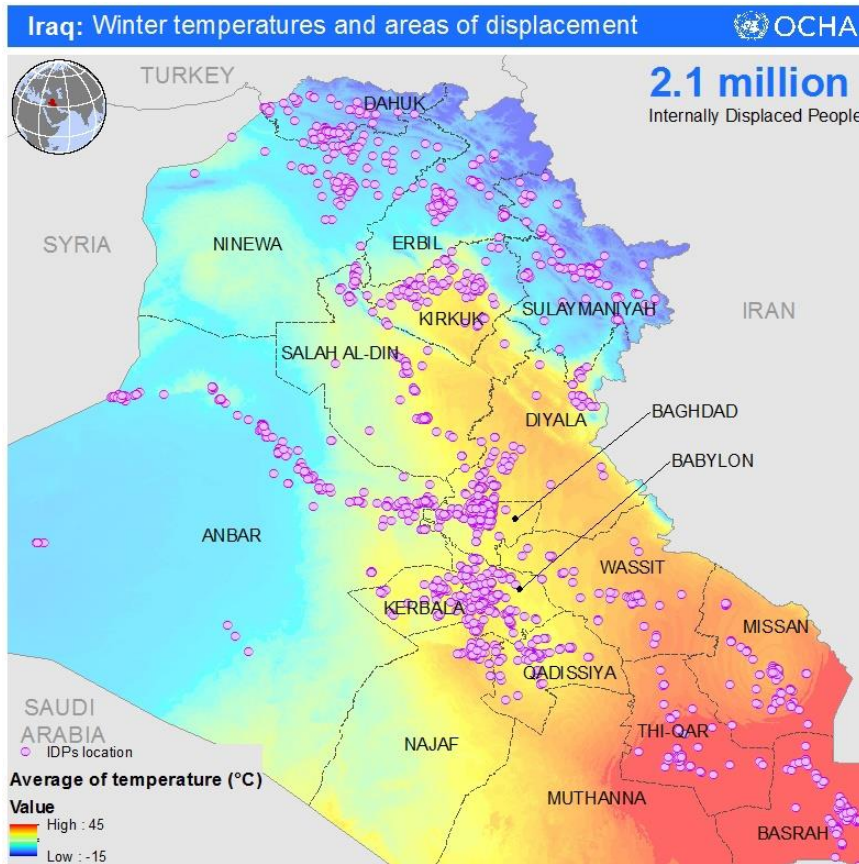 Iraq: Winter temperatures and areas of displacement
OCHA
TURKEY
2.1 million
Internally Displaced People
DAHUK
SYRIA
NINEWA
ERBIL
IRAN
SULAYMANIYAH
KIRKUK
SALAH AL-DIN
DIYALA
BAGHDAD
BABYLON
ANBAR
WASSIT
KERBALA
MISSAN
QADISSIYA
SAUDI
ARABIA
NAJAF
THI-QAR
IDPs location
Average of temperature (°C)
MUTHANNA
Value
High : 45
BASRAH
Low : -15